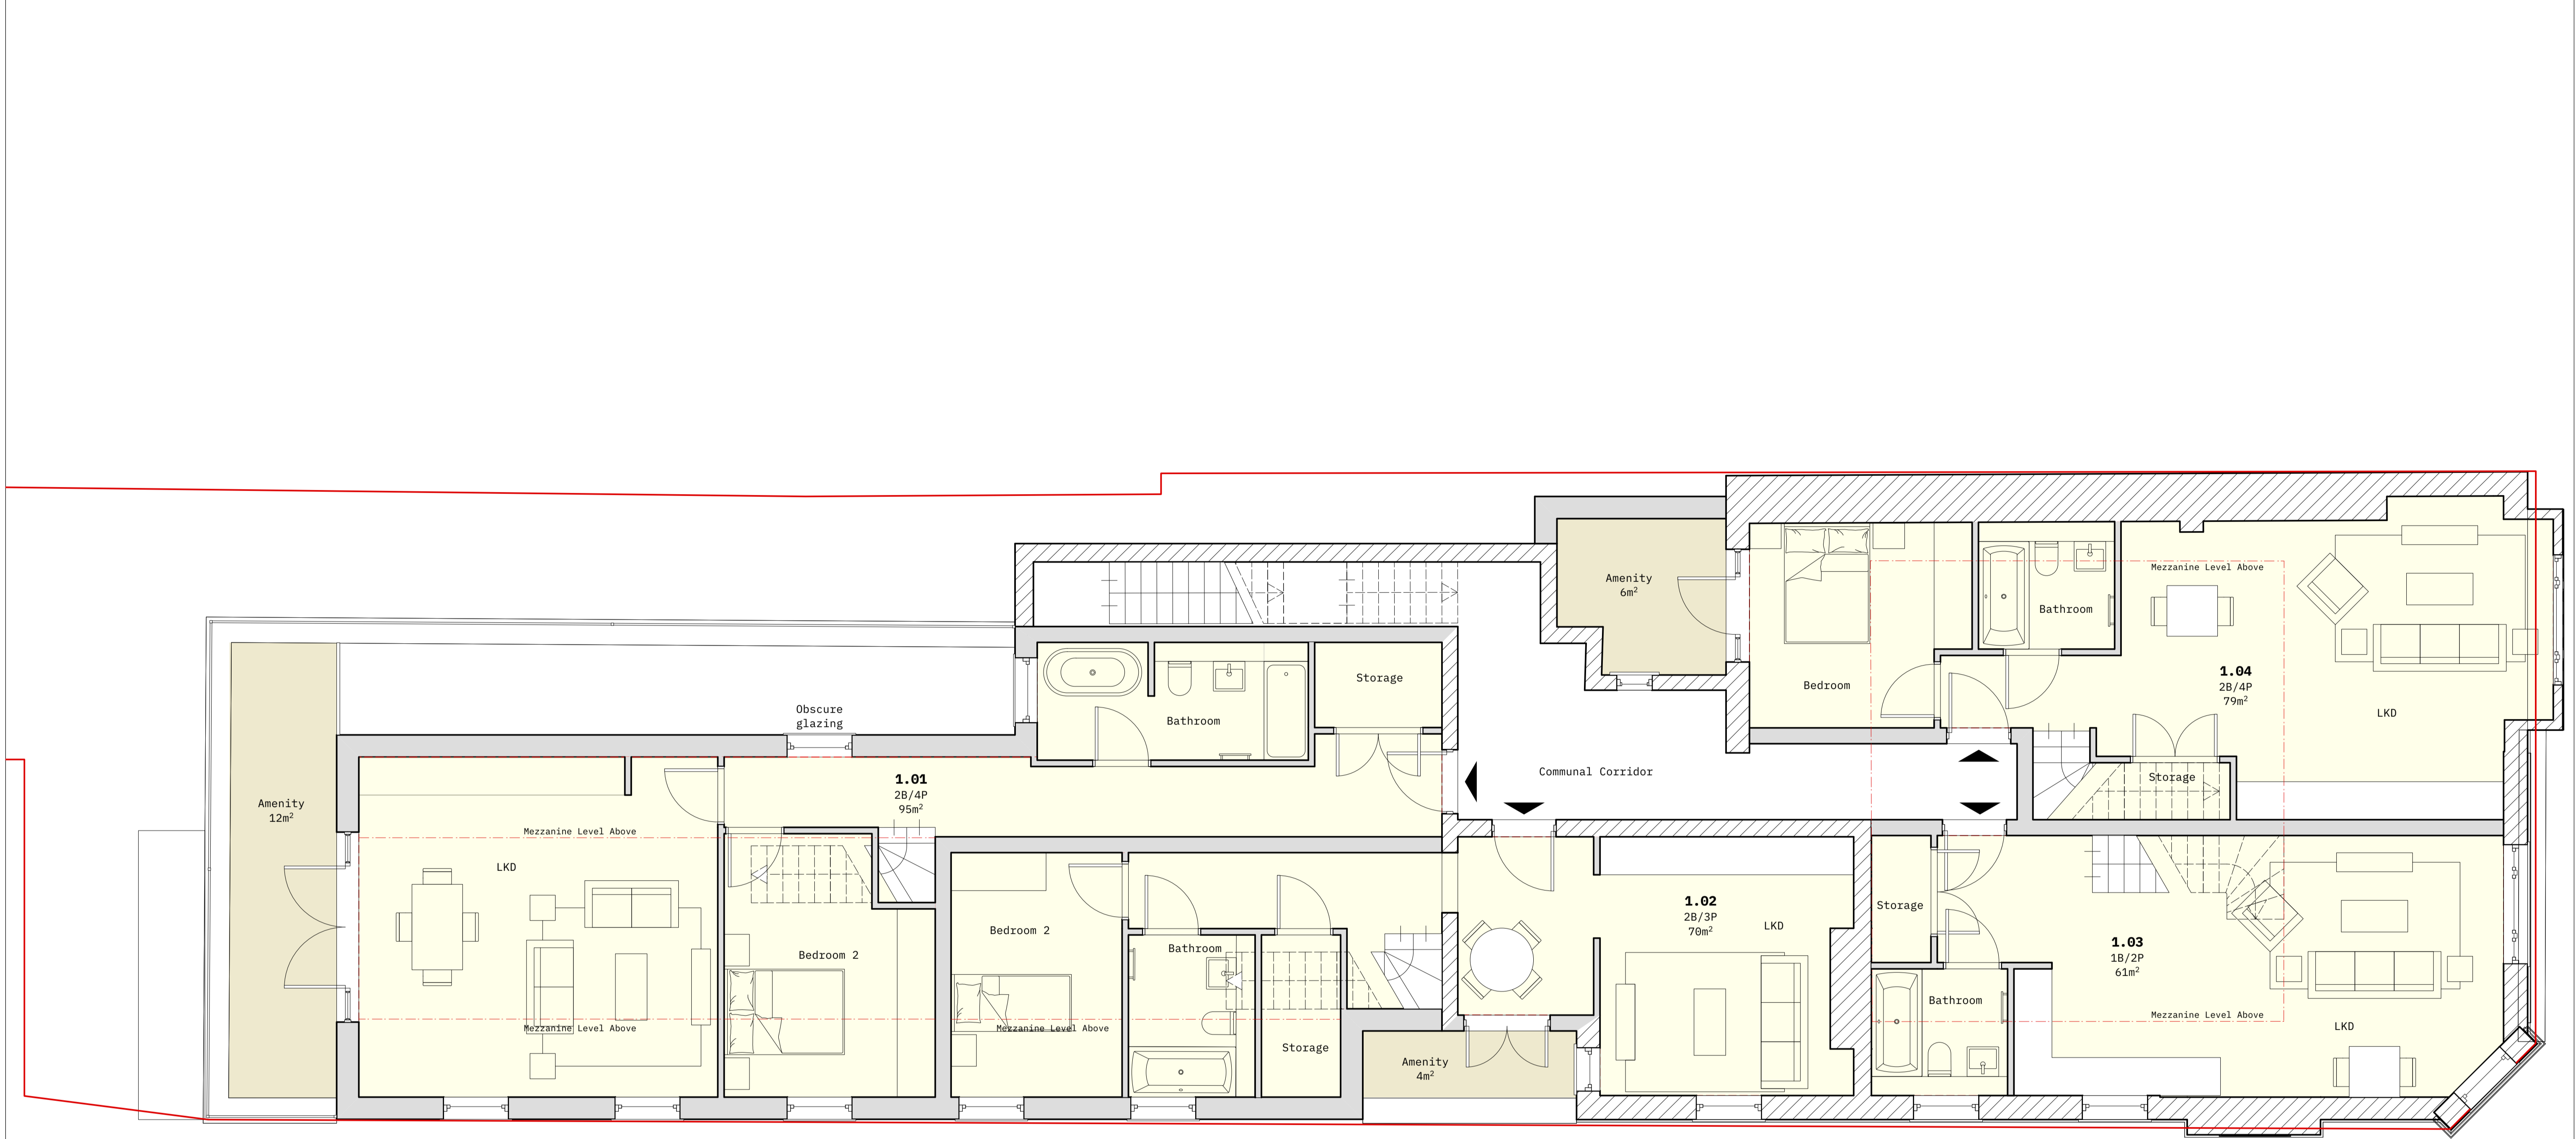 Amenity
12m²
LKD
Mezzanine Level Above
Mezzanine Level Above
Obscure
glazing
1.01
2B/4P
95m²
Bedroom 2
Bathroom
Storage
Bedroom 2
Mezzanine Level Above
Bathroom
Storage
Amenity
4m²
1.02
2B/3P
70m²
LKD
Communal Corridor
Amenity
6m²
Bedroom
Bathroom
Mezzanine Level Above
1.04
2B/4P
79m²
LKD
Storage
Storage
Bathroom
1.03
1B/2P
61m²
Mezzanine Level Above
LKD